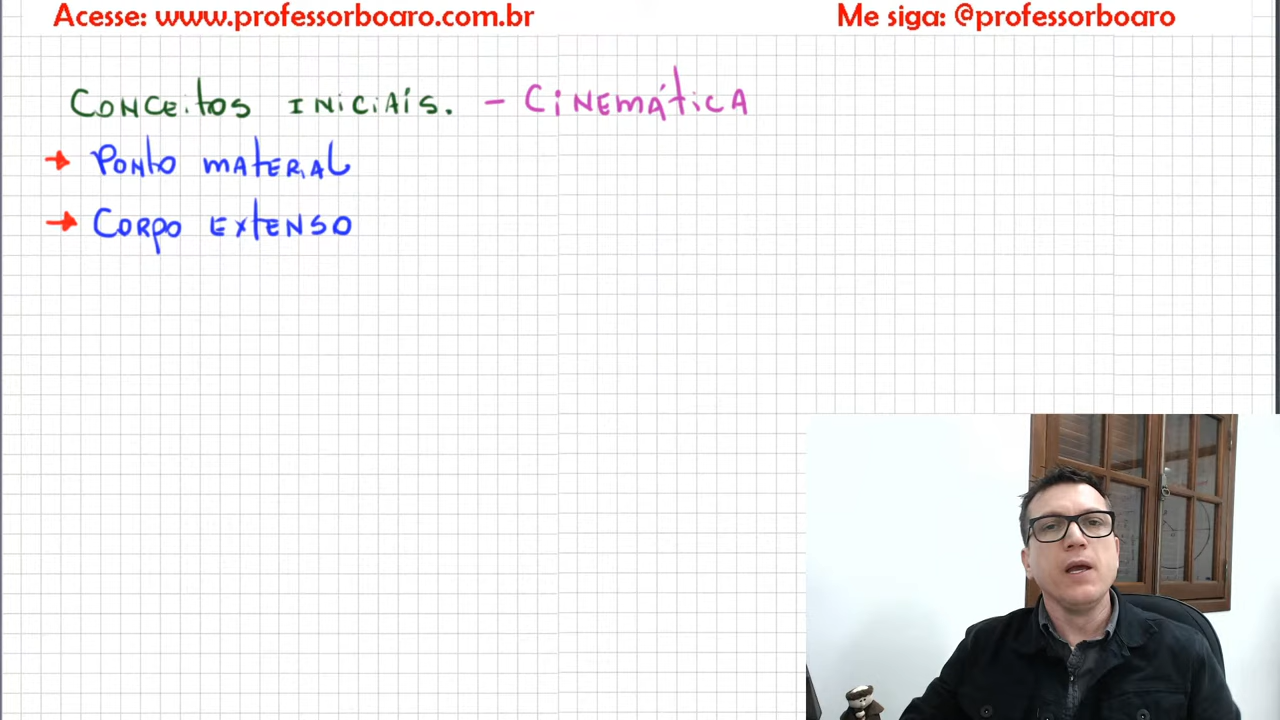 Acesse: www.professorboaro.com.br
Me siga: @professorboaro
Conceitos iniciais. - Cinemática
→ Ponto material
→ Corpo extenso